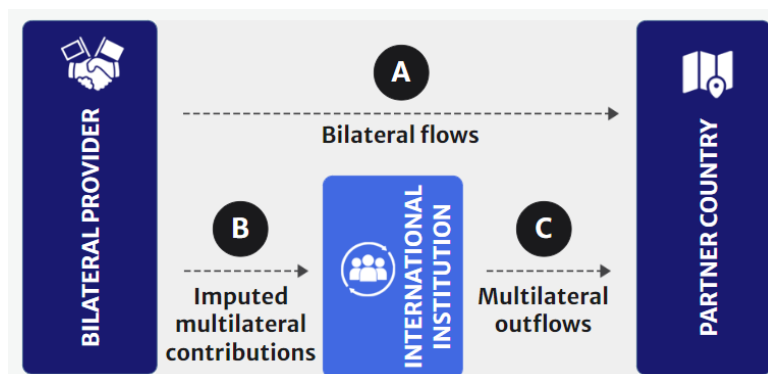 BILATERAL PROVIDER
A
Bilateral flows
B
Imputed
multilateral
contributions
INTERNATIONAL
INSTITUTION
C
Multilateral
outflows
PARTNER COUNTRY